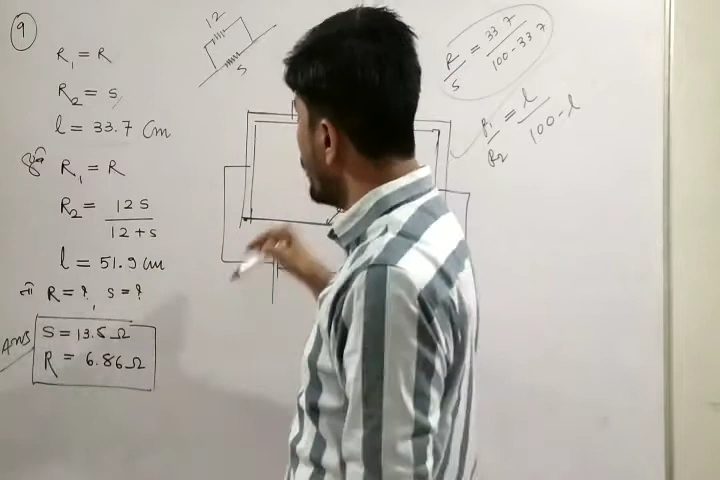 9
R₁ = R
R₂ = S
l = 33.7 cm
पुनः R₁ = R
R₂ = 12 S / 12 + S
l = 51.9 cm
तो R = ?, S = ?
Ans
S = 13.5 Ω
R = 6.86 Ω
12
S
R/S = 33.7 / 100 - 33.7
R₁/R₂ = l / 100 - l